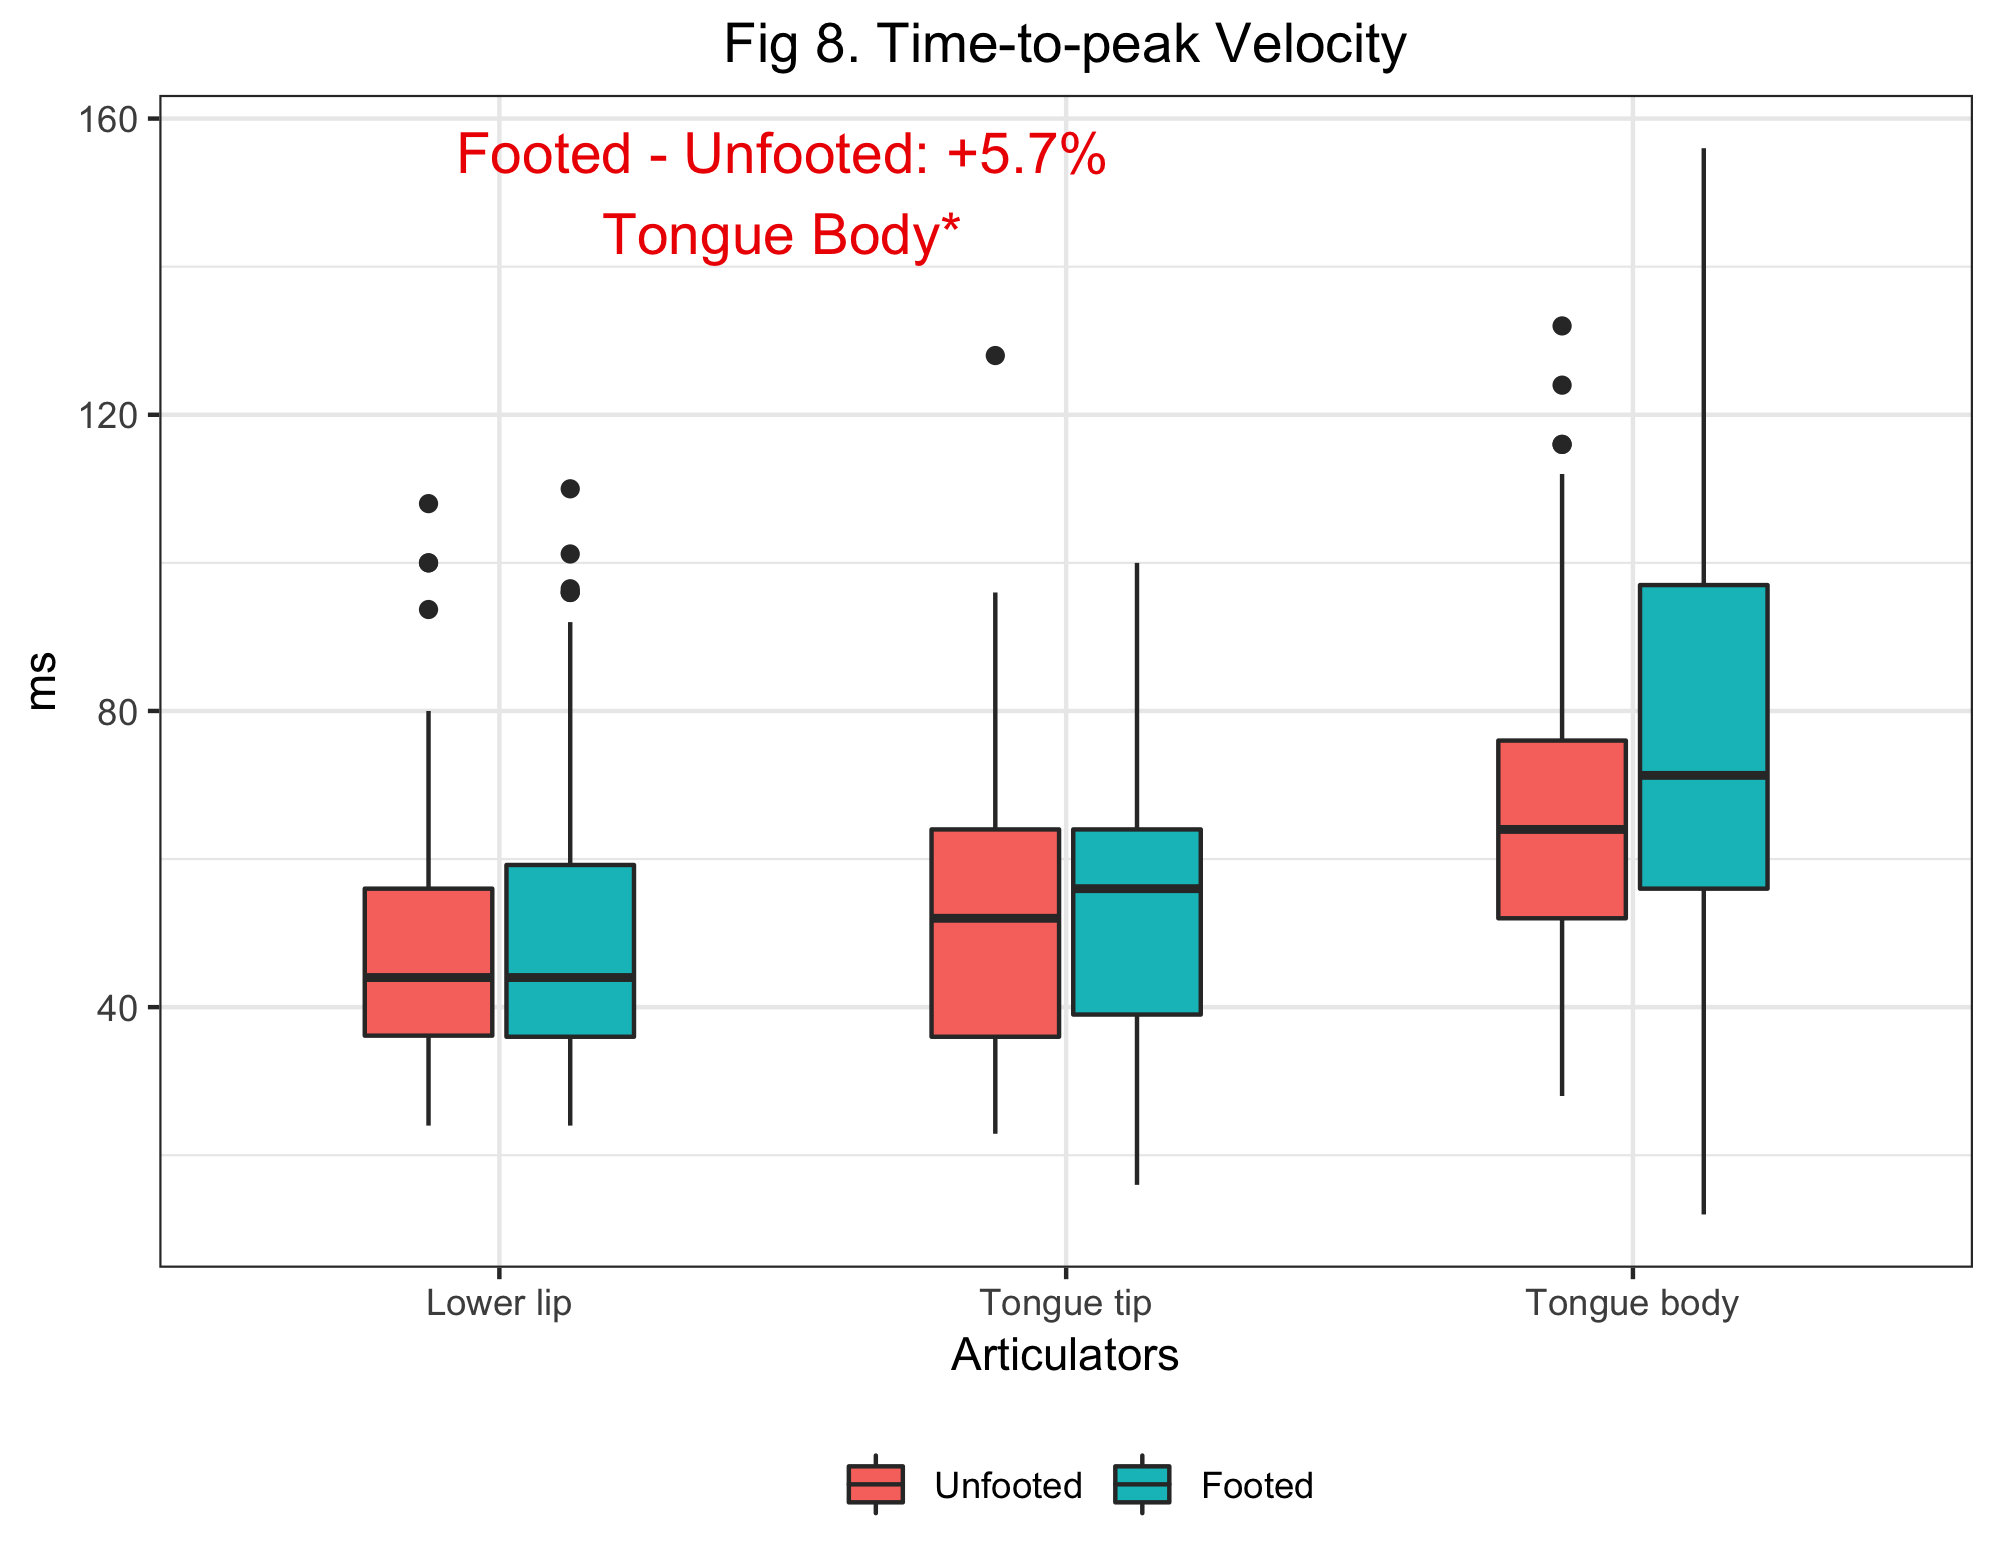 Fig 8. Time-to-peak Velocity
Footed - Unfooted: +5.7%
Tongue Body*
160
120
80
40
ms
Lower lip Tongue tip Tongue body
Articulators
Unfooted Footed